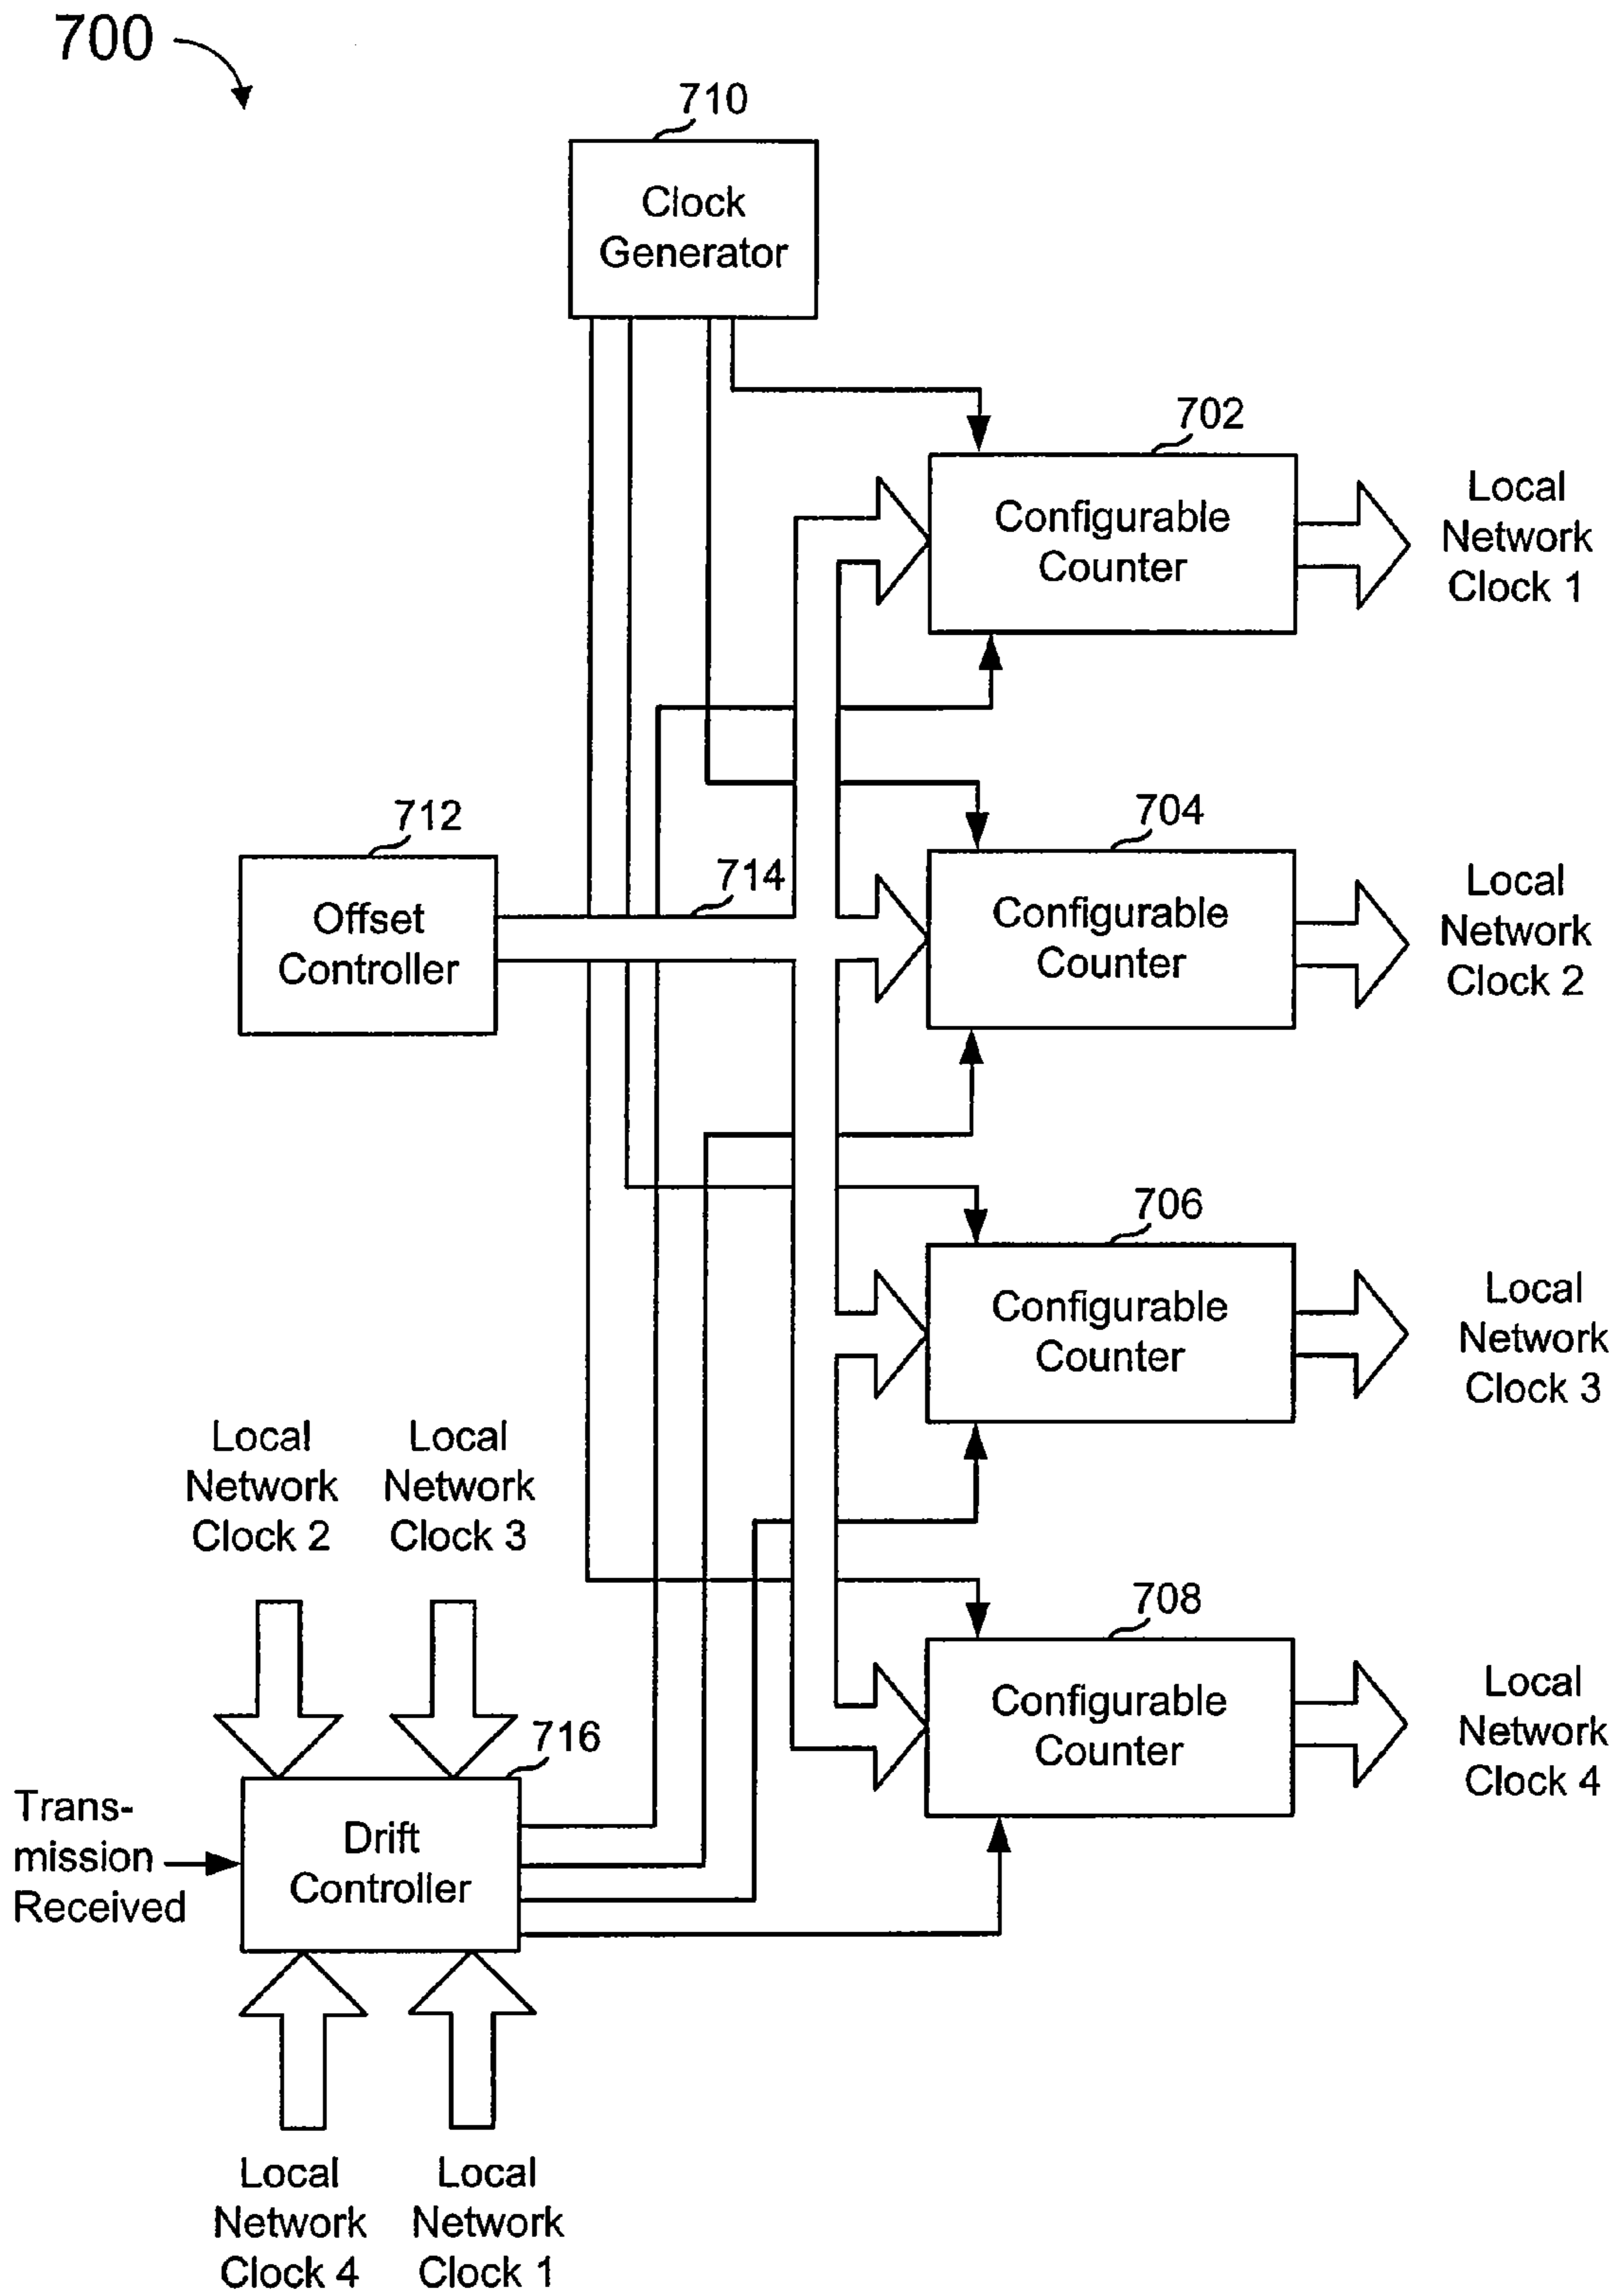 700
710
Clock
Generator
702
Configurable
Counter
Local
Network
Clock 1
712
Offset
Controller
714
704
Configurable
Counter
Local
Network
Clock 2
706
Configurable
Counter
Local
Network
Clock 3
Local
Network
Clock 2
Local
Network
Clock 3
708
Configurable
Counter
Local
Network
Clock 4
716
Trans-
mission
Received
Drift
Controller
Local
Network
Clock 4
Local
Network
Clock 1